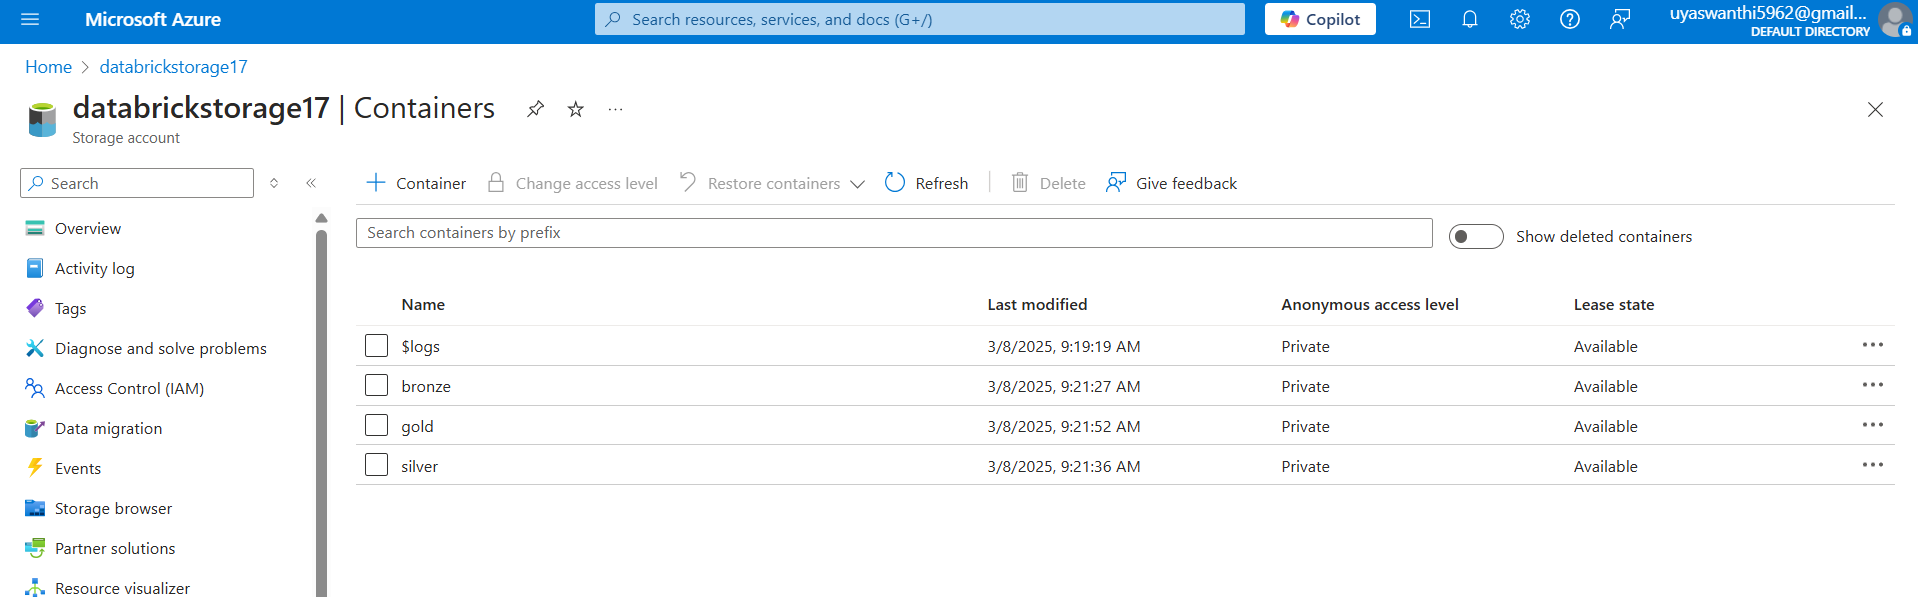 Microsoft Azure
Search resources, services, and docs (G+/)
Copilot
uyaswanthi5962@gmail...
DEFAULT DIRECTORY
Home > databrickstorage17
databrickstorage17 | Containers
Storage account
Search
Container
Change access level
Restore containers
Refresh
Delete
Give feedback
Overview
Activity log
Tags
Diagnose and solve problems
Access Control (IAM)
Data migration
Events
Storage browser
Partner solutions
Resource visualizer
Search containers by prefix
Show deleted containers
Name Last modified Anonymous access level Lease state
$logs 3/8/2025, 9:19:19 AM Private Available
bronze 3/8/2025, 9:21:27 AM Private Available
gold 3/8/2025, 9:21:52 AM Private Available
silver 3/8/2025, 9:21:36 AM Private Available